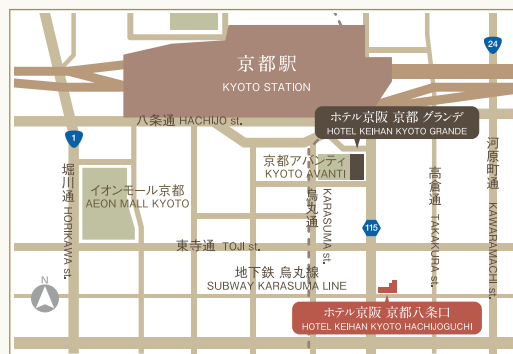 京都駅
KYOTO STATION
24
八条通 HACHIJO st.
ホテル京阪 京都 グランデ
HOTEL KEIHAN KYOTO GRANDE
1
京都アバンティ
KYOTO AVANTI
河原町通 KAWARAMACHI st.
堀川通 HORIKAWA st.
イオンモール京都
AEON MALL KYOTO
烏丸通
KARASUMA st.
高倉通 TAKAKURA st.
115
東寺通 TOJI st.
地下鉄 烏丸線
SUBWAY KARASUMA LINE
N
ホテル京阪 京都八条口
HOTEL KEIHAN KYOTO HACHIJOGUCHI